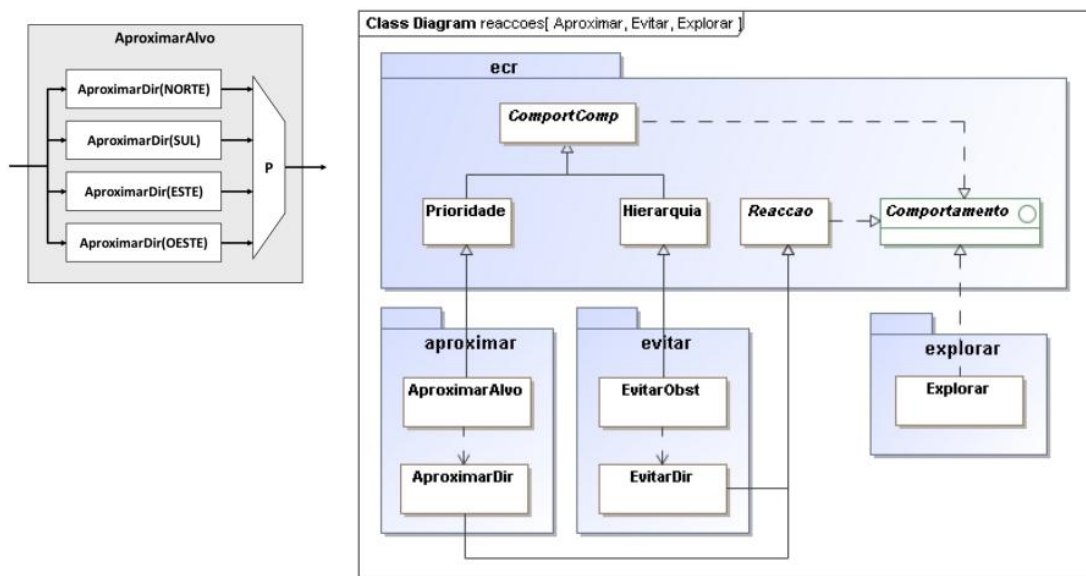 AproximarAlvo
AproximarDir(NORTE)
AproximarDir(SUL)
AproximarDir(ESTE)
AproximarDir(OESTE)
P
Class Diagram reaccoes[ Aproximar, Evitar, Explorar ]
ecr
ComportComp
Prioridade
Hierarquia
Reaccao
Comportamento
aproximar
evitar
explorar
AproximarAlvo
EvitarObst
Explorar
AproximarDir
EvitarDir